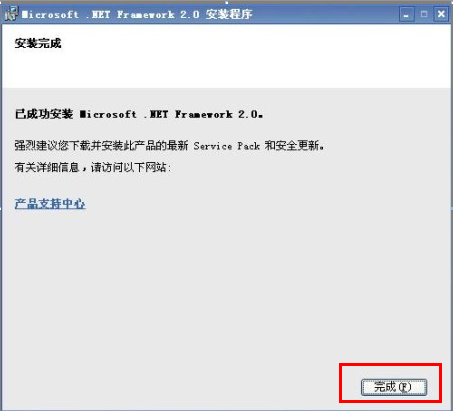 Microsoft .NET Framework 2.0 安装程序
安装完成
已成功安装 Microsoft .NET Framework 2.0。
强烈建议您下载并安装此产品的最新 Service Pack 和安全更新。
有关详细信息，请访问以下网站:
产品支持中心
完成(F)